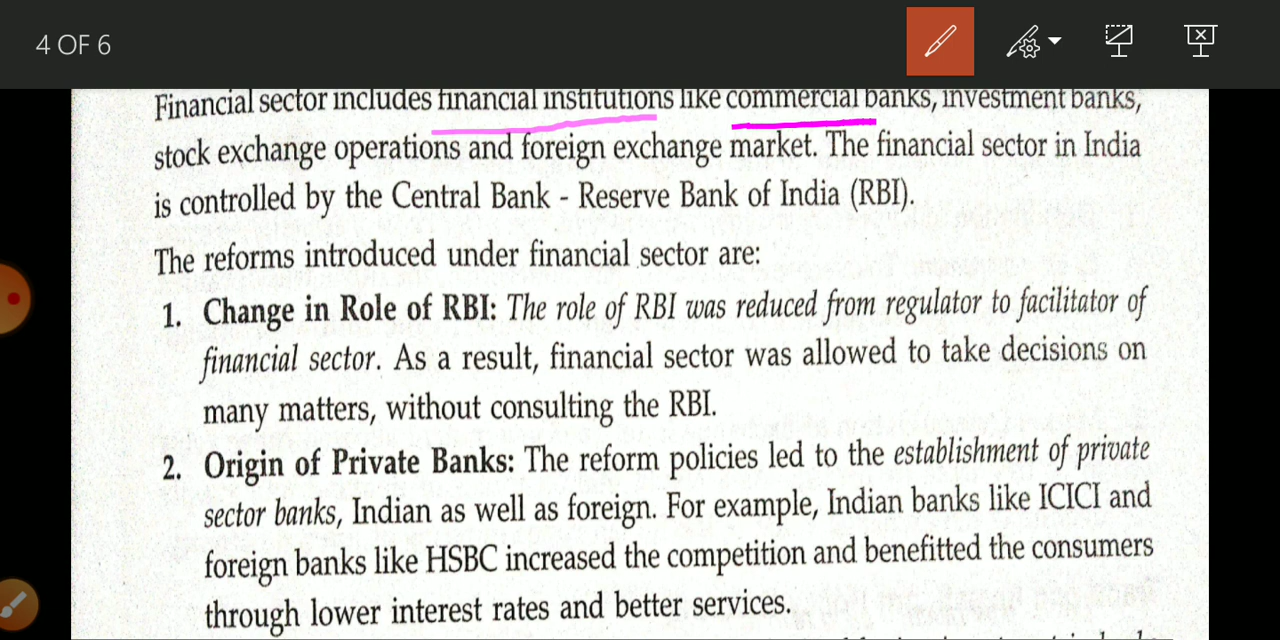 4 OF 6
Financial sector includes financial institutions like commercial banks, investment banks,
stock exchange operations and foreign exchange market. The financial sector in India
is controlled by the Central Bank - Reserve Bank of India (RBI).
The reforms introduced under financial sector are:
1. Change in Role of RBI: The role of RBI was reduced from regulator to facilitator of
financial sector. As a result, financial sector was allowed to take decisions on
many matters, without consulting the RBI.
2. Origin of Private Banks: The reform policies led to the establishment of private
sector banks, Indian as well as foreign. For example, Indian banks like ICICI and
foreign banks like HSBC increased the competition and benefitted the consumers
through lower interest rates and better services.